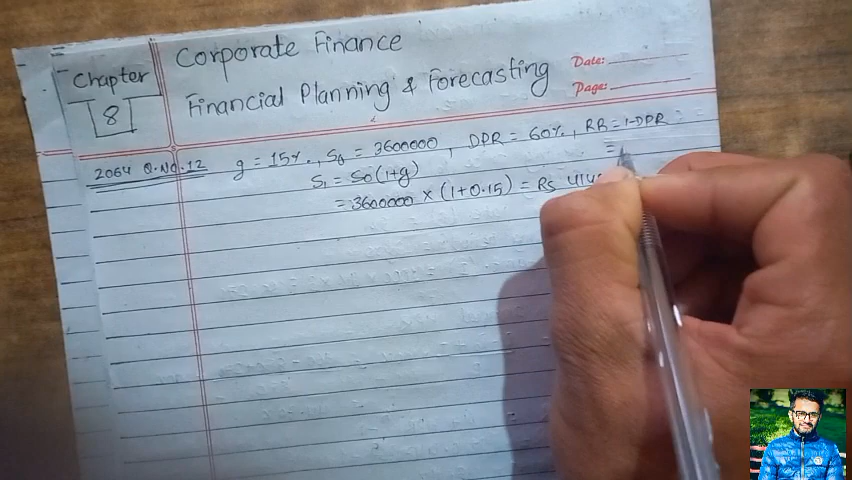 Corporate Finance
Chapter 8
Financial Planning & Forecasting
Date:
Page:
2064 Q.No.12
g = 15%, S0 = 3600000, DPR = 60%, RR = 1-DPR
S1 = S0(1+g) =
= 3600000 × (1+0.15) = Rs 414